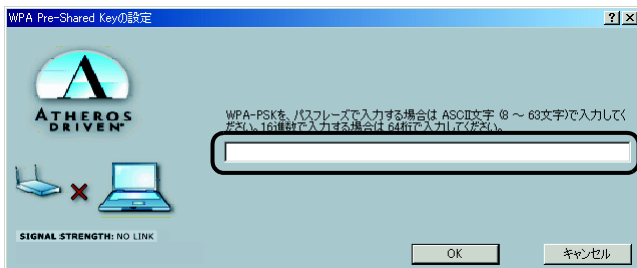 WPA Pre-Shared Keyの設定
ATHEROS
DRIVEN™
WPA-PSKを、パスフレーズで入力する場合は ASCII文字 (8 ～ 63文字)で入力してく
ださい。16進数で入力する場合は 64桁で入力してください。
SIGNAL STRENGTH: NO LINK
OK
キャンセル